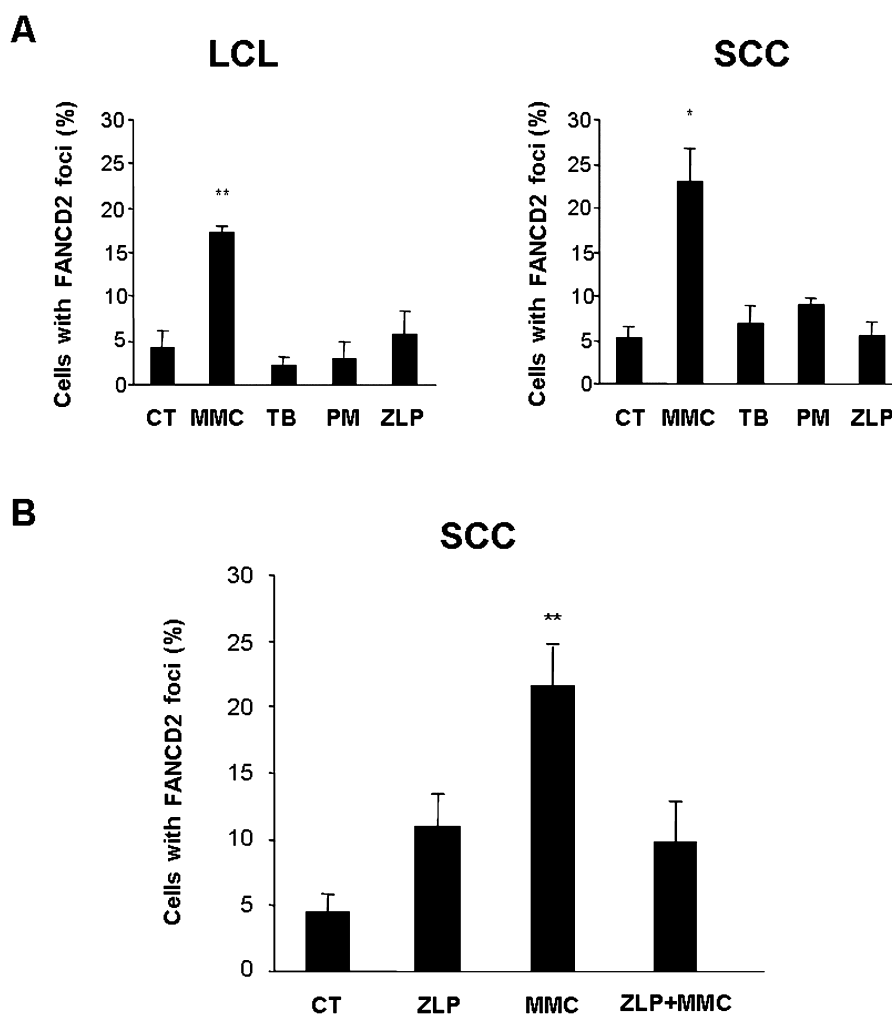 A
LCL
Cells with FANCD2 foci (%)
30
25
20
15
10
5
0
**
CT MMC TB PM ZLP
SCC
Cells with FANCD2 foci (%)
30
25
20
15
10
5
0
*
CT MMC TB PM ZLP
B
SCC
Cells with FANCD2 foci (%)
30
25
20
15
10
5
0
**
CT ZLP MMC ZLP+MMC